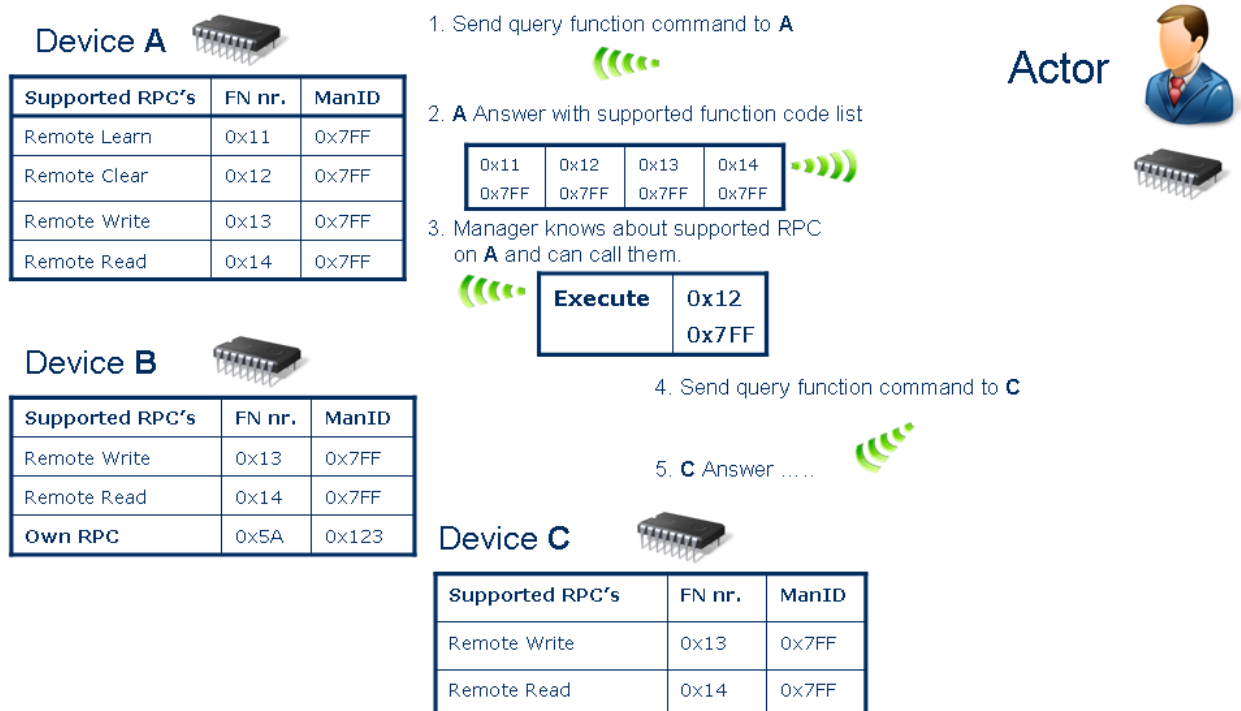 Device A
Supported RPC's FN nr. ManID
Remote Learn 0x11 0x7FF
Remote Clear 0x12 0x7FF
Remote Write 0x13 0x7FF
Remote Read 0x14 0x7FF
Device B
Supported RPC's FN nr. ManID
Remote Write 0x13 0x7FF
Remote Read 0x14 0x7FF
Own RPC 0x5A 0x123
1. Send query function command to A
2. A Answer with supported function code list
0x11 0x12 0x13 0x14
0x7FF 0x7FF 0x7FF 0x7FF
3. Manager knows about supported RPC
on A and can call them.
Execute 0x12
0x7FF
4. Send query function command to C
5. C Answer .....
Device C
Supported RPC's FN nr. ManID
Remote Write 0x13 0x7FF
Remote Read 0x14 0x7FF
Actor